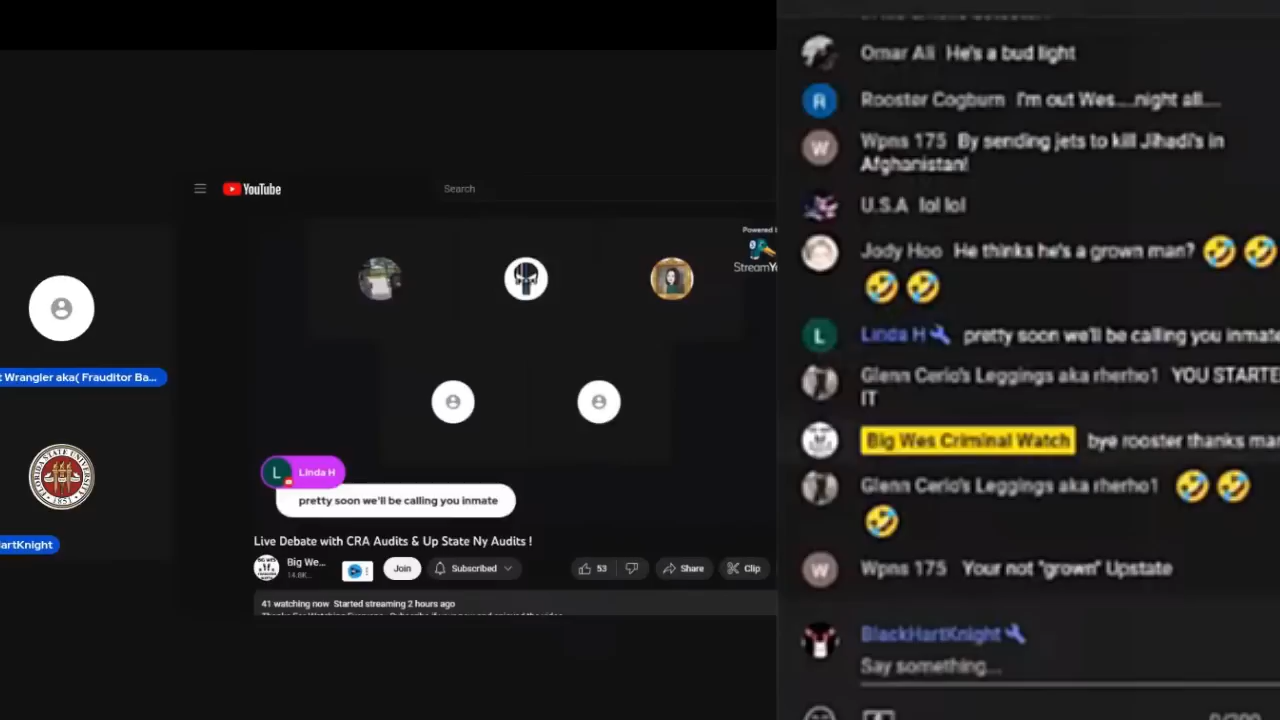 YouTube
Search
Powered
StreamY
Wrangler aka( Frauditor Ba...
artKnight
L
Linda H
pretty soon we'll be calling you inmate
Live Debate with CRA Audits & Up State Ny Audits !
Big We...
14.8K...
Join
Subscribed
53
Share
Clip
41 watching now Started streaming 2 hours ago
Omar Ali He's a bud light
R
Rooster Cogburn I'm out Wes....night all....
W
Wpns 175 By sending jets to kill Jihadi's in
Afghanistan!
U.S.A lol lol
Jody Hoo He thinks he's a grown man? 🤣 🤣
🤣 🤣
L
Linda H pretty soon we'll be calling you inmate
Glenn Cerio's Leggings aka rherho1 YOU STARTE
IT
Big Wes Criminal Watch bye rooster thanks ma
Glenn Cerio's Leggings aka rherho1 🤣 🤣
🤣
W
Wpns 175 Your not "grown" Upstate
BlackHartKnight
Say something...